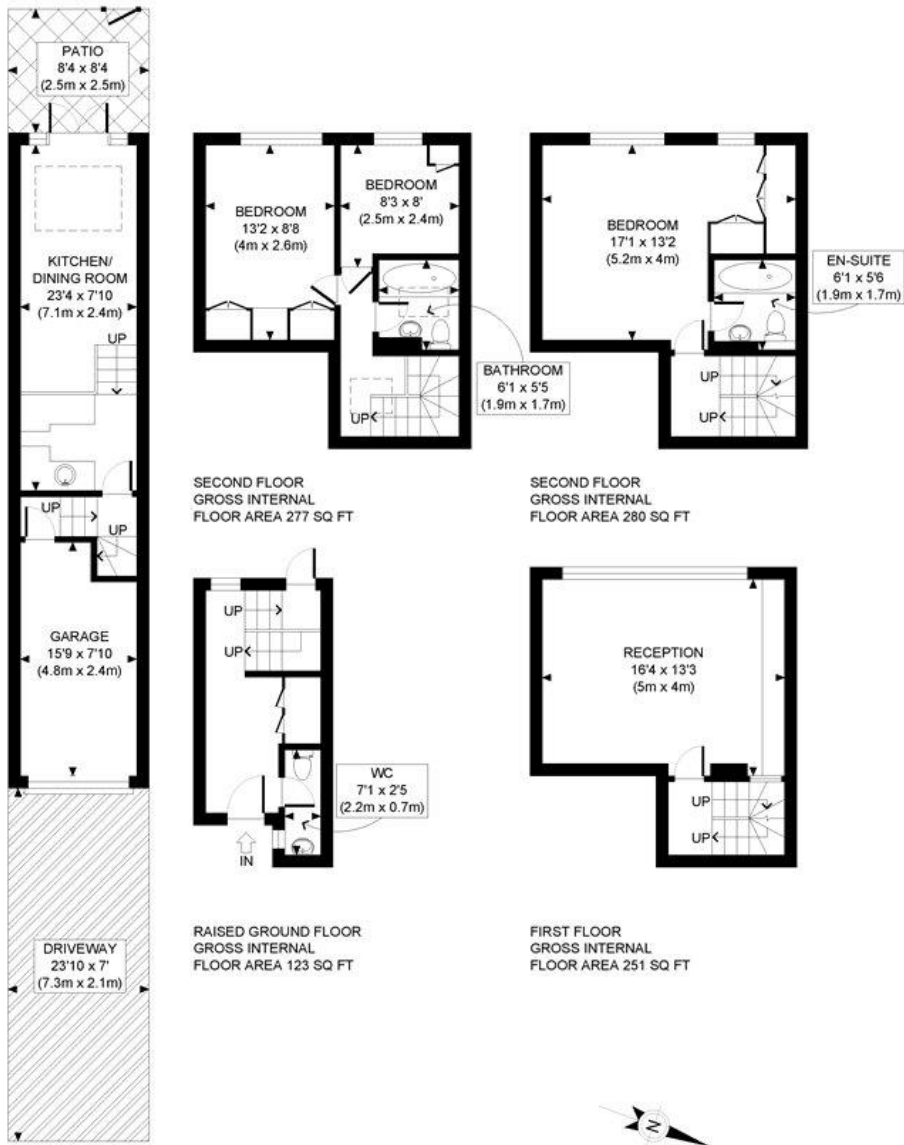 PATIO
8'4 x 8'4
(2.5m x 2.5m)
KITCHEN/
DINING ROOM
23'4 x 7'10
(7.1m x 2.4m)
UP
UP
UP
GARAGE
15'9 x 7'10
(4.8m x 2.4m)
DRIVEWAY
23'10 x 7'
(7.3m x 2.1m)
BEDROOM
13'2 x 8'8
(4m x 2.6m)
BEDROOM
8'3 x 8'
(2.5m x 2.4m)
BATHROOM
6'1 x 5'5
(1.9m x 1.7m)
UP
SECOND FLOOR
GROSS INTERNAL
FLOOR AREA 277 SQ FT
BEDROOM
17'1 x 13'2
(5.2m x 4m)
EN-SUITE
6'1 x 5'6
(1.9m x 1.7m)
UP
UP
SECOND FLOOR
GROSS INTERNAL
FLOOR AREA 280 SQ FT
UP
UP
WC
7'1 x 2'5
(2.2m x 0.7m)
IN
RAISED GROUND FLOOR
GROSS INTERNAL
FLOOR AREA 123 SQ FT
RECEPTION
16'4 x 13'3
(5m x 4m)
UP
UP
FIRST FLOOR
GROSS INTERNAL
FLOOR AREA 251 SQ FT
N